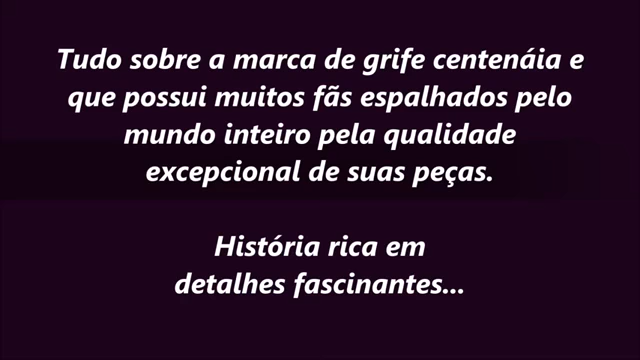 Tudo sobre a marca de grife centenáia e
que possui muitos fãs espalhados pelo
mundo inteiro pela qualidade
excepcional de suas peças.
História rica em
detalhes fascinantes...